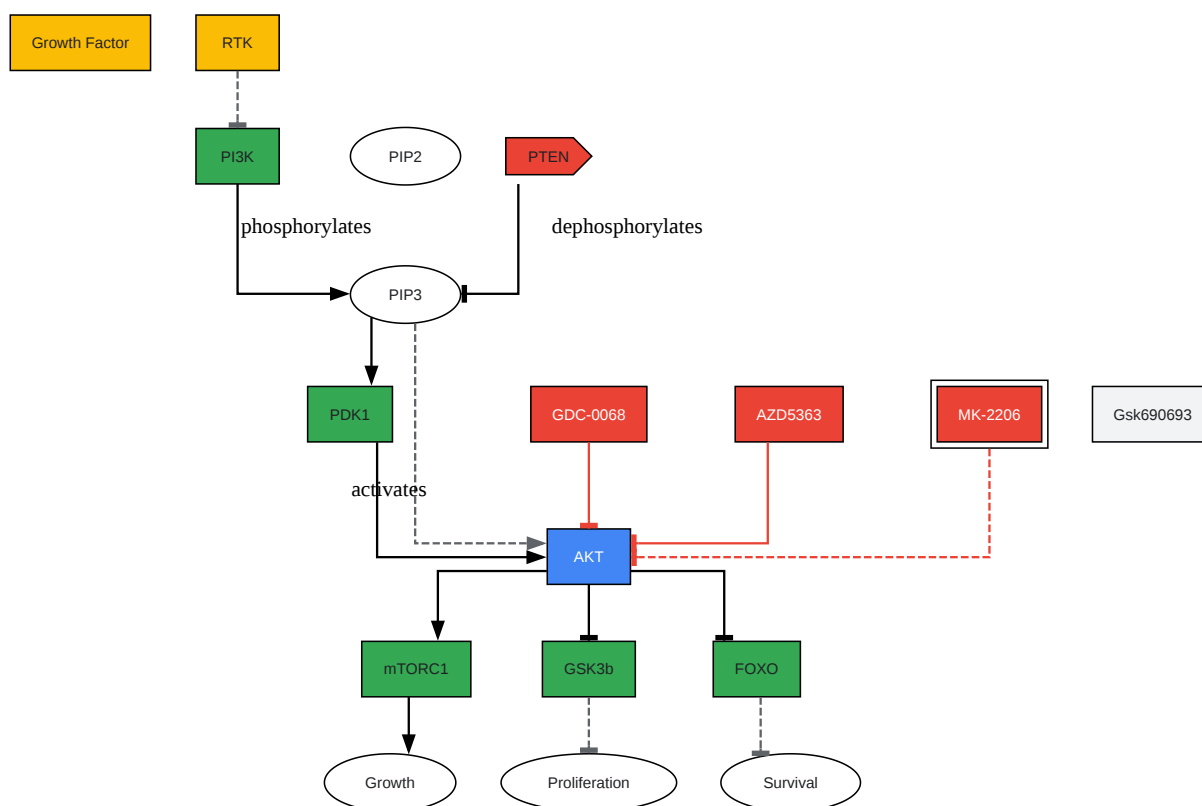 Growth Factor
RTK
PI3K
PIP2
PTEN
phosphorylates
dephosphorylates
PIP3
PDK1
GDC-0068
AZD5363
MK-2206
Gsk690693
activates
AKT
mTORC1
GSK3b
FOXO
Growth
Proliferation
Survival